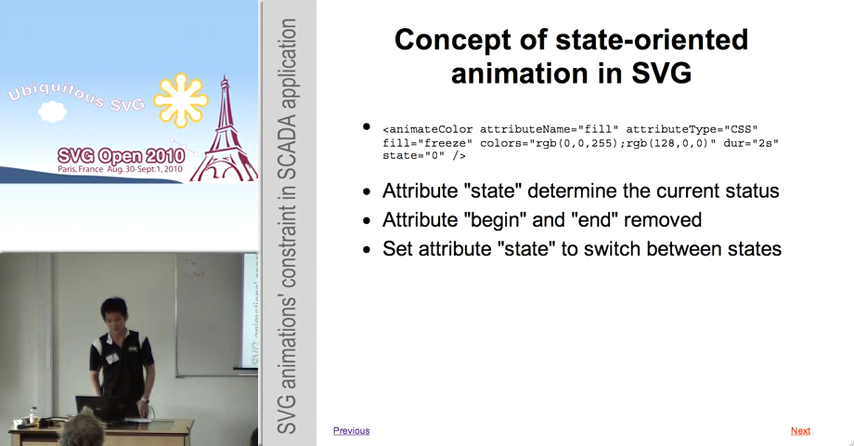 Ubiquitous SVG
SVG Open 2010
Paris, France Aug. 30-Sept.1, 2010
SVG animations' constraint in SCADA application
Concept of state-oriented
animation in SVG
• <animateColor attributeName="fill" attributeType="CSS"
fill="freeze" colors="rgb(0,0,255);rgb(128,0,0)" dur="2s"
state="0" />
• Attribute "state" determine the current status
• Attribute "begin" and "end" removed
• Set attribute "state" to switch between states
Previous
Next